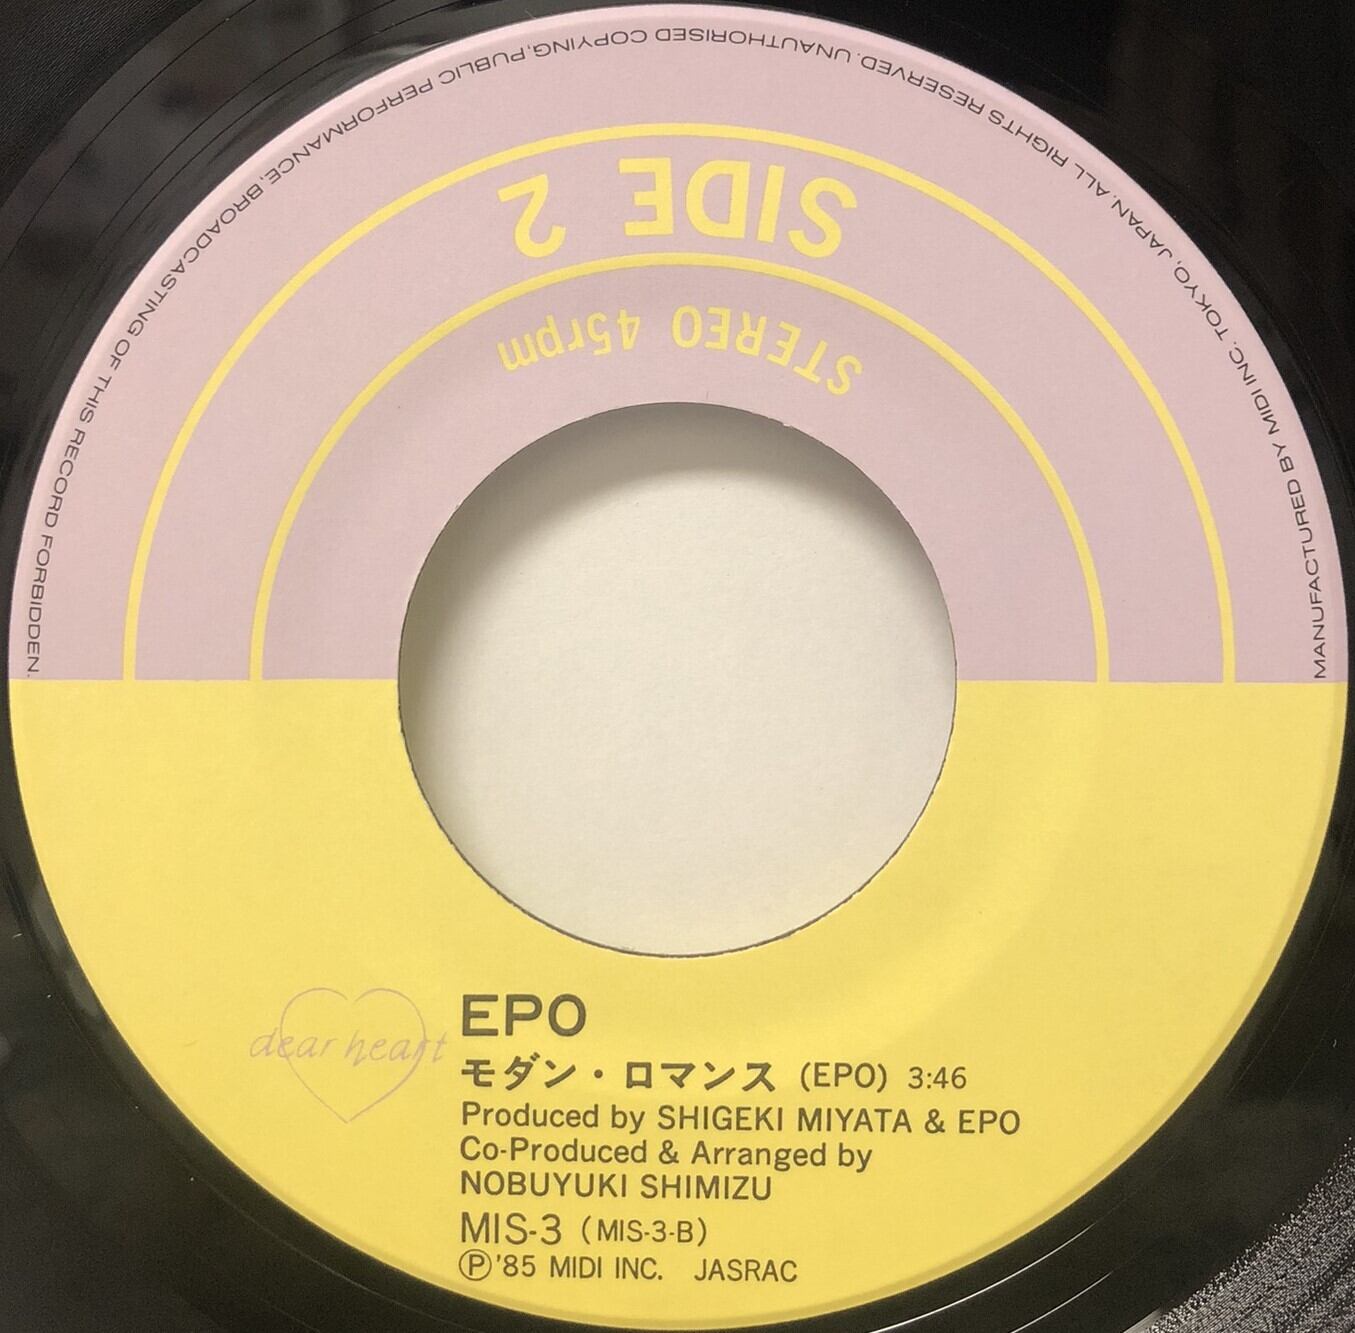 MANUFACTURED BY MIDI INC. TOKYO, JAPAN. ALL RIGHTS RESERVED. UNAUTHORISED COPYING, PUBLIC PERFORMANCE, BROADCASTING OF THIS RECORD FORBIDDEN.
SIDE 2
STEREO 45rpm
dear heart
EPO
モダン・ロマンス (EPO) 3:46
Produced by SHIGEKI MIYATA & EPO
Co-Produced & Arranged by
NOBUYUKI SHIMIZU
MIS-3 (MIS-3-B)
Ⓟ'85 MIDI INC. JASRAC